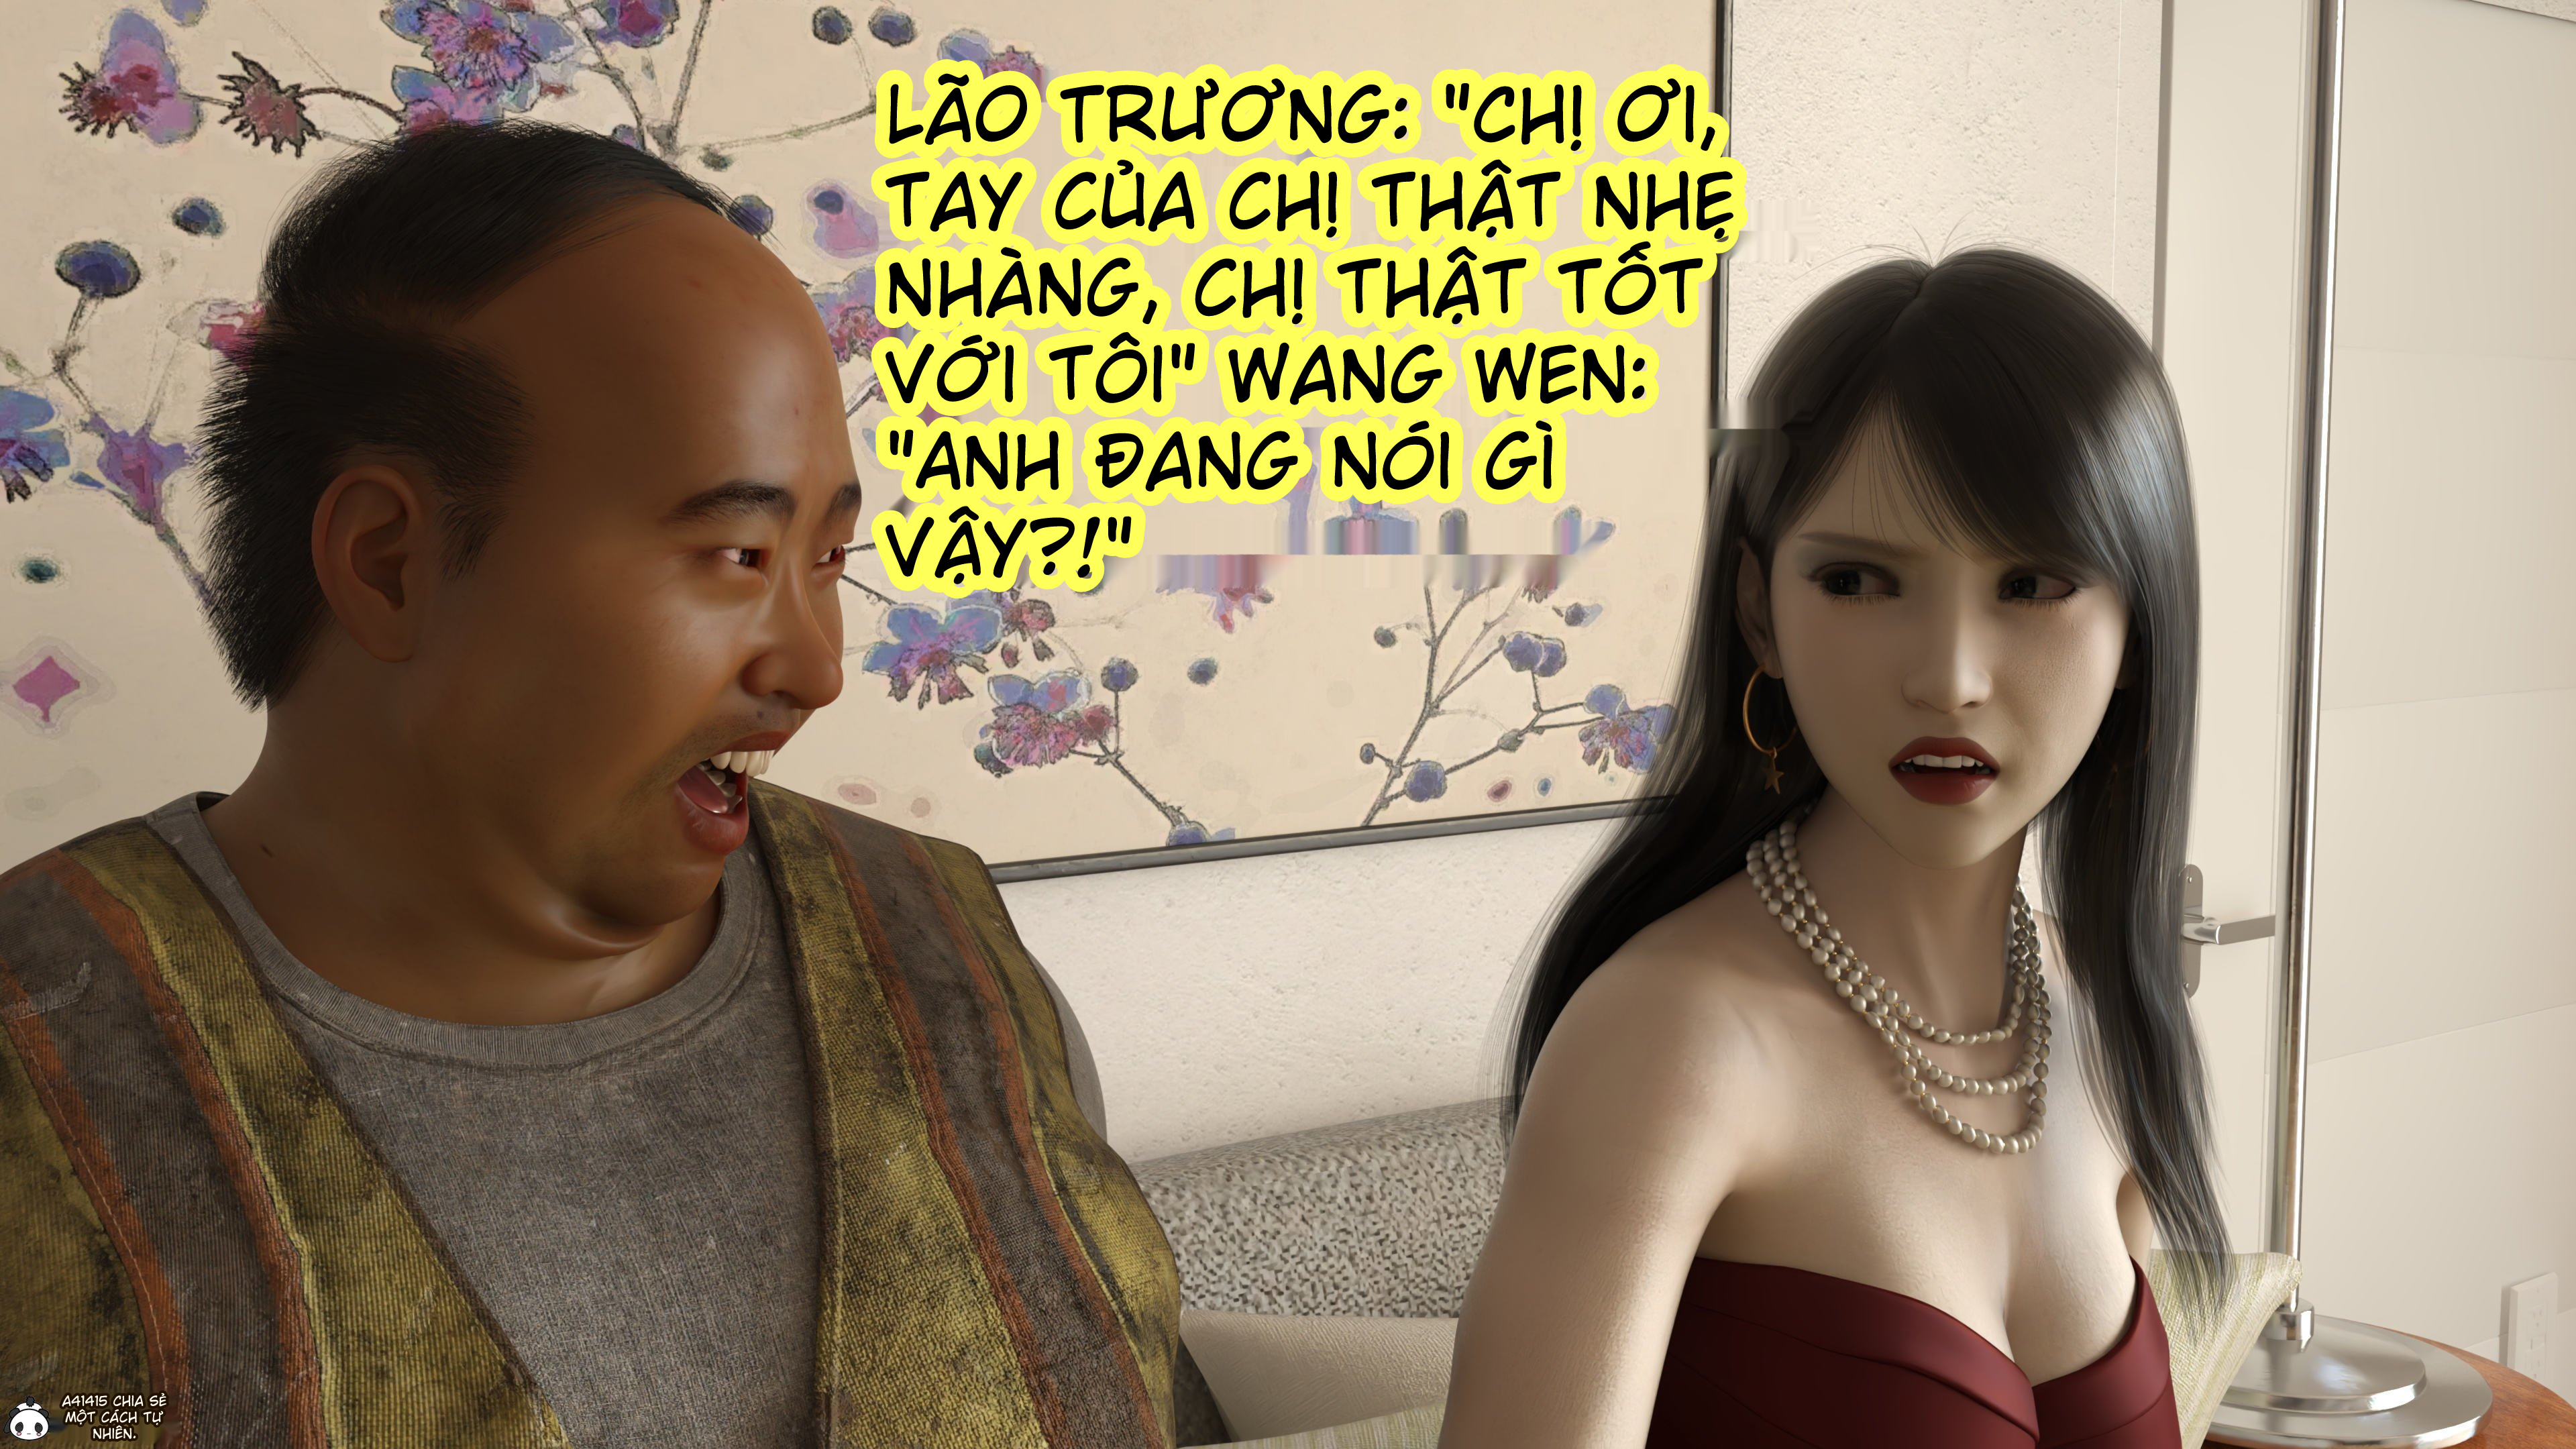 LÃO TRƯƠNG: "CHỊ ƠI,
TAY CỦA CHỊ THẬT NHẸ
NHÀNG, CHỊ THẬT TỐT
VỚI TÔI" WANG WEN:
"ANH ĐANG NÓI GÌ
VẬY?!"
A41415 CHIA SẺ
MỘT CÁCH TỰ
NHIÊN.